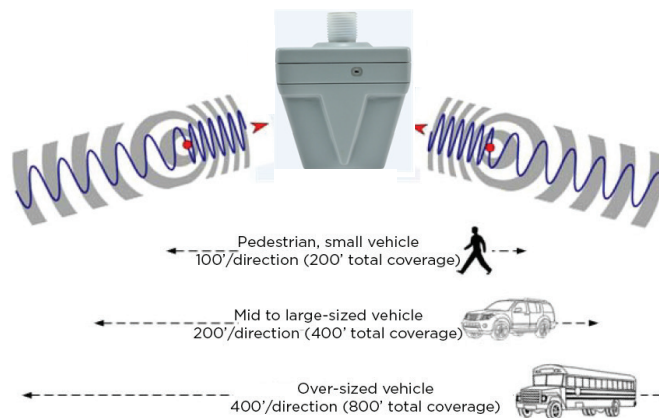 Pedestrian, small vehicle
100'/direction (200' total coverage)
Mid to large-sized vehicle
200'/direction (400' total coverage)
Over-sized vehicle
400'/direction (800' total coverage)